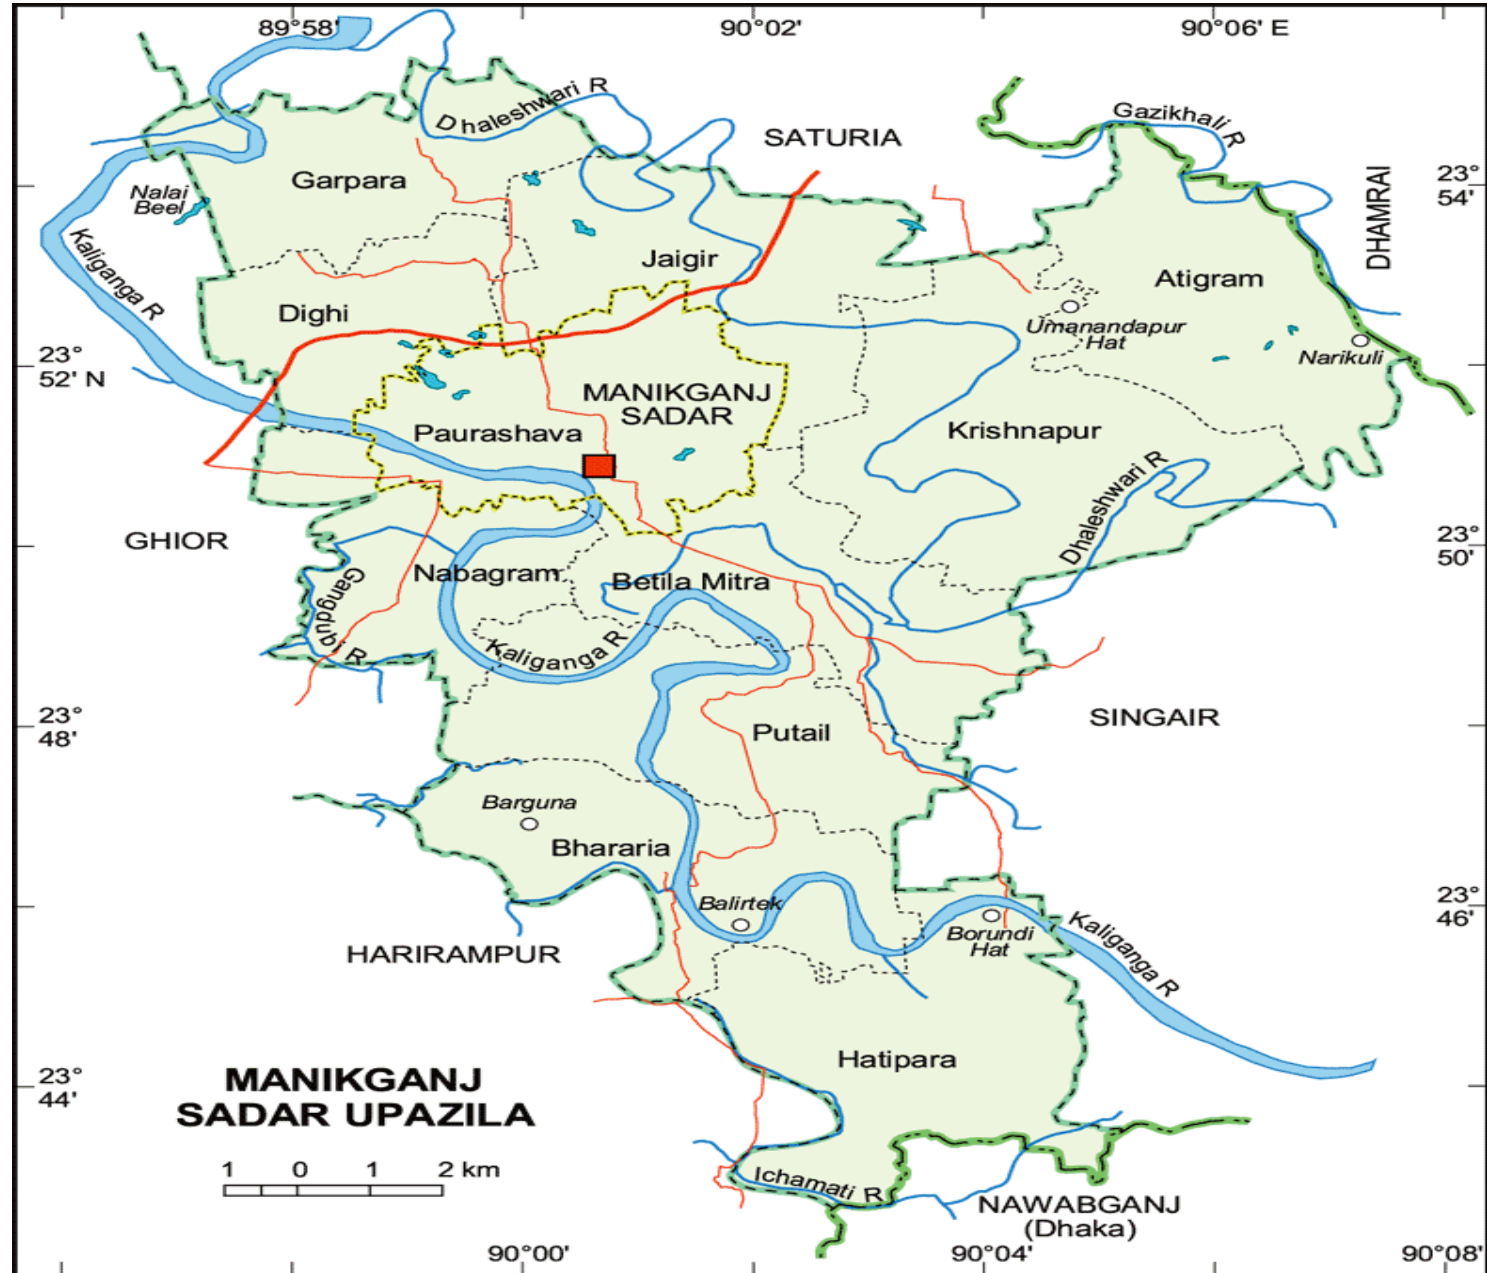 89°58'
90°02'
90°06' E
Dhaleshwari R
Gazikhali R
SATURIA
DHAMRAI
23°
54'
Garpara
Nalai
Beel
Kaliganga R
Jaigir
Atigram
Dighi
Umanandapur
Hat
Narikuli
23°
52' N
MANIKGANJ
SADAR
Paurashava
Krishnapur
Dhaleshwari R
GHIOR
23°
50'
Nabagram
Betila Mitra
Gangdubi R
Kaliganga R
23°
48'
SINGAIR
Putail
Barguna
Bhararia
Balirtek
23°
46'
Borundi
Hat
Kaliganga R
HARIRAMPUR
Hatipara
23°
44'
MANIKGANJ
SADAR UPAZILA
1 0 1 2 km
Ichamati R
NAWABGANJ
(Dhaka)
90°00'
90°04'
90°08'